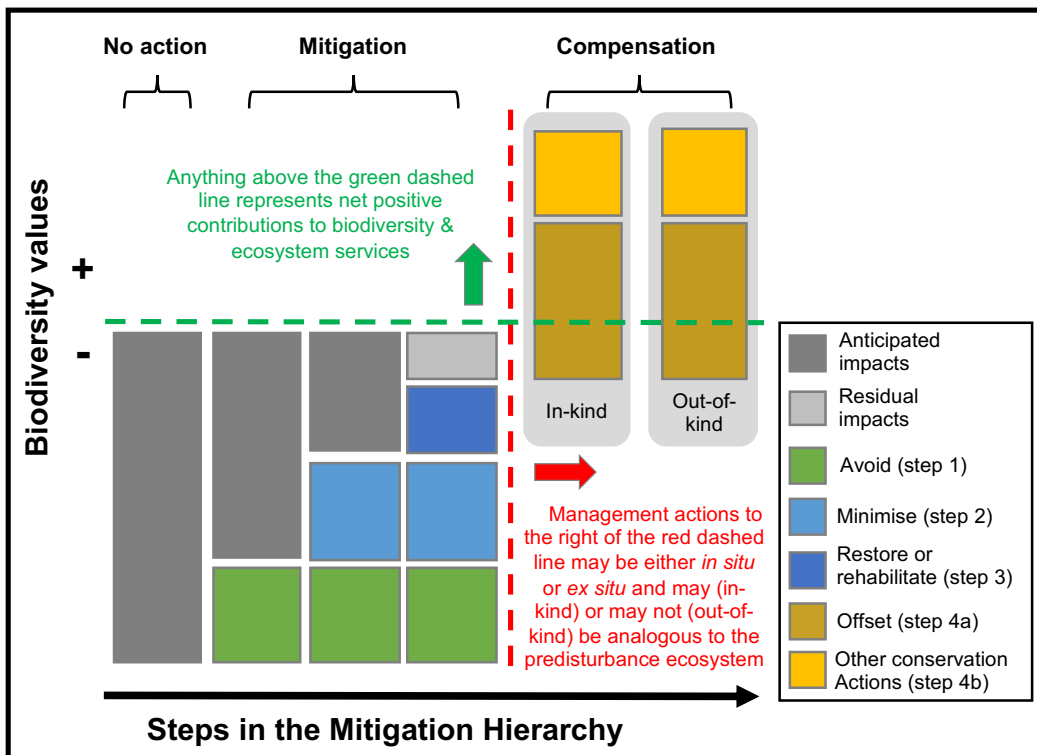 No action
Mitigation
Compensation
Anything above the green dashed
line represents net positive
contributions to biodiversity &
ecosystem services
Biodiversity values
+
-
In-kind
Out-of-
kind
Management actions to
the right of the red dashed
line may be either in situ
or ex situ and may (in-
kind) or may not (out-of-
kind) be analogous to the
predisturbance ecosystem
Steps in the Mitigation Hierarchy
Anticipated
impacts
Residual
impacts
Avoid (step 1)
Minimise (step 2)
Restore or
rehabilitate (step 3)
Offset (step 4a)
Other conservation
Actions (step 4b)